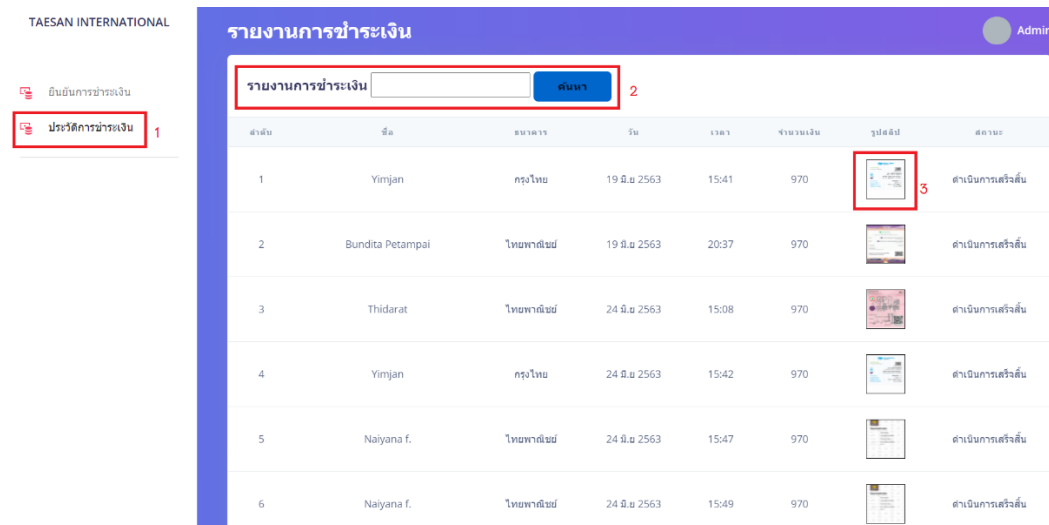 TAESAN INTERNATIONAL
รายงานการชำระเงิน
Admin
ยืนยันการชำระเงิน
ประวัติการชำระเงิน
1
รายงานการชำระเงิน ค้นหา 2
ลำดับ ชื่อ ธนาคาร วัน เวลา จำนวนเงิน รูปสลิป สถานะ
1 Yimjan กรุงไทย 19 มิ.ย 2563 15:41 970 3 ดำเนินการเสร็จสิ้น
2 Bundita Petampai ไทยพาณิชย์ 19 มิ.ย 2563 20:37 970 ดำเนินการเสร็จสิ้น
3 Thidarat ไทยพาณิชย์ 24 มิ.ย 2563 15:08 970 ดำเนินการเสร็จสิ้น
4 Yimjan กรุงไทย 24 มิ.ย 2563 15:42 970 ดำเนินการเสร็จสิ้น
5 Naiyana f. ไทยพาณิชย์ 24 มิ.ย 2563 15:47 970 ดำเนินการเสร็จสิ้น
6 Naiyana f. ไทยพาณิชย์ 24 มิ.ย 2563 15:49 970 ดำเนินการเสร็จสิ้น